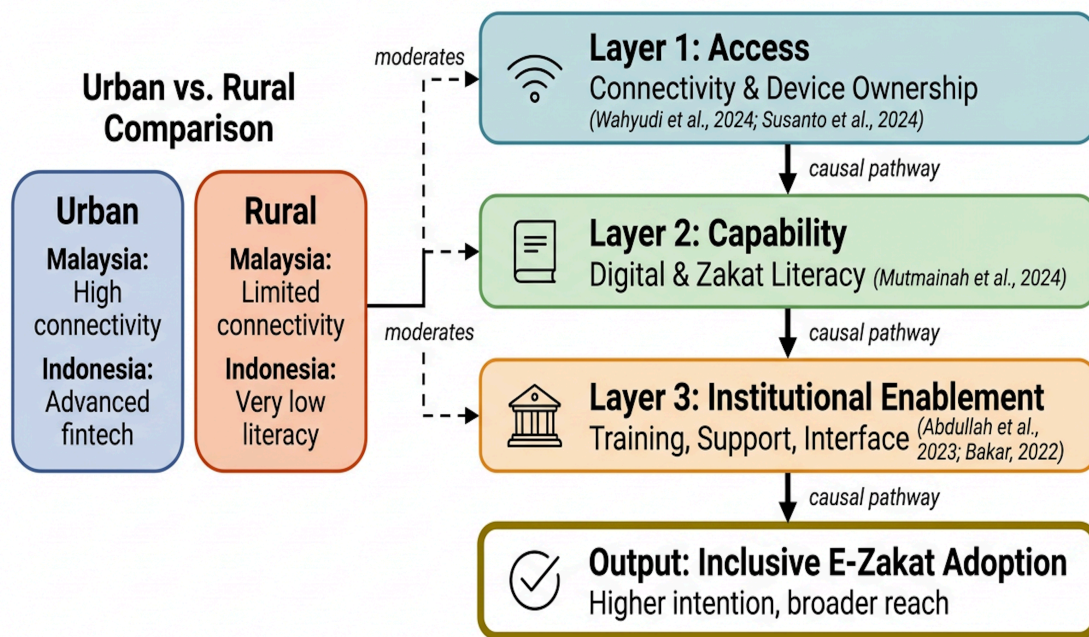 Urban vs. Rural
Comparison
Urban
Malaysia:
High
connectivity
Indonesia:
Advanced
fintech
Rural
Malaysia:
Limited
connectivity
Indonesia:
Very low
literacy
moderates
moderates
Layer 1: Access
Connectivity & Device Ownership
(Wahyudi et al., 2024; Susanto et al., 2024)
causal pathway
Layer 2: Capability
Digital & Zakat Literacy (Mutmainah et al., 2024)
causal pathway
Layer 3: Institutional Enablement
Training, Support, Interface (Abdullah et al.,
2023; Bakar, 2022)
causal pathway
Output: Inclusive E-Zakat Adoption
Higher intention, broader reach